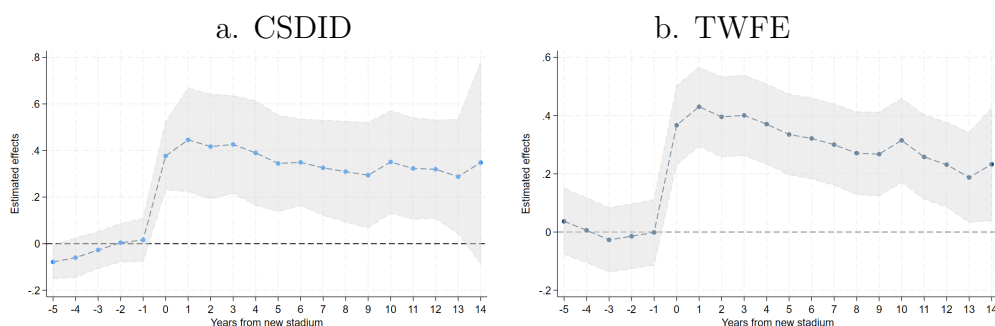 a. CSDID
b. TWFE
.8
.6
.4
.2
0
-.2
Estimated effects
-5 -4 -3 -2 -1 0 1 2 3 4 5 6 7 8 9 10 11 12 13 14
Years from new stadium
.6
.4
.2
0
-.2
Estimated effects
-5 -4 -3 -2 -1 0 1 2 3 4 5 6 7 8 9 10 11 12 13 14
Years from new stadium